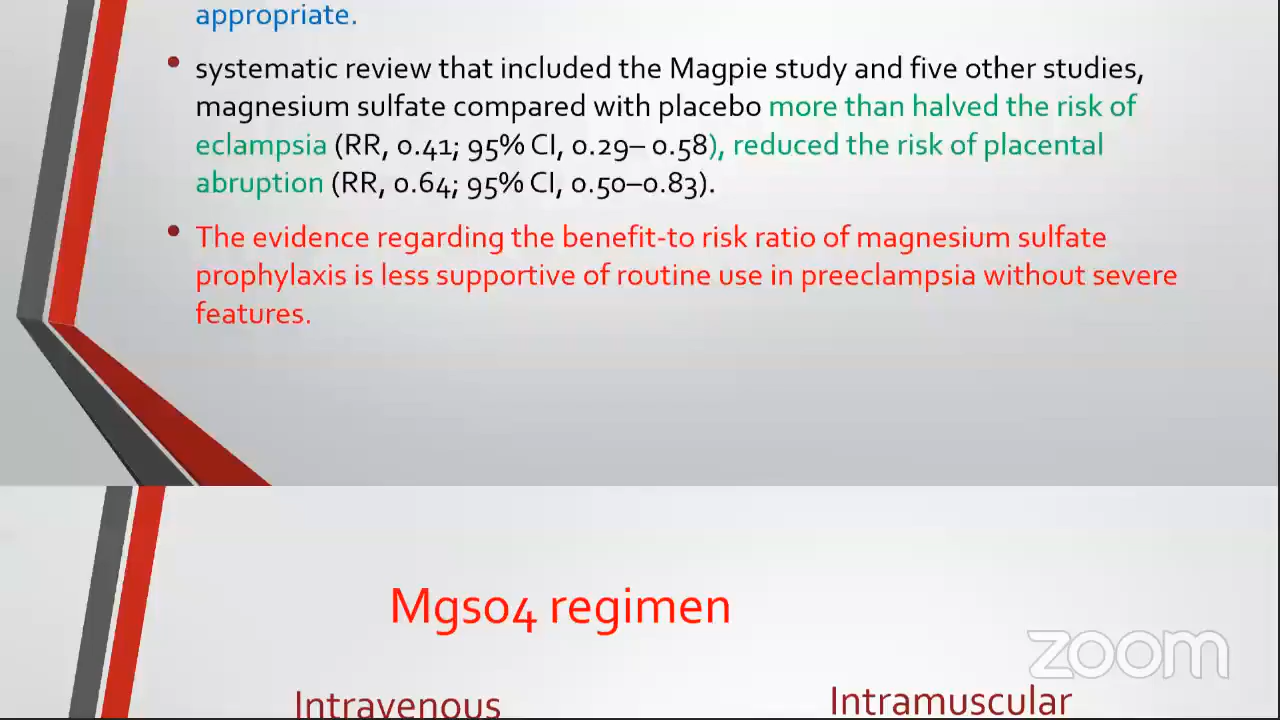 appropriate.
• systematic review that included the Magpie study and five other studies,
magnesium sulfate compared with placebo more than halved the risk of
eclampsia (RR, 0.41; 95% CI, 0.29– 0.58), reduced the risk of placental
abruption (RR, 0.64; 95% CI, 0.50–0.83).
• The evidence regarding the benefit-to risk ratio of magnesium sulfate
prophylaxis is less supportive of routine use in preeclampsia without severe
features.
Mgso4 regimen
zoom
Intravenous
Intramuscular